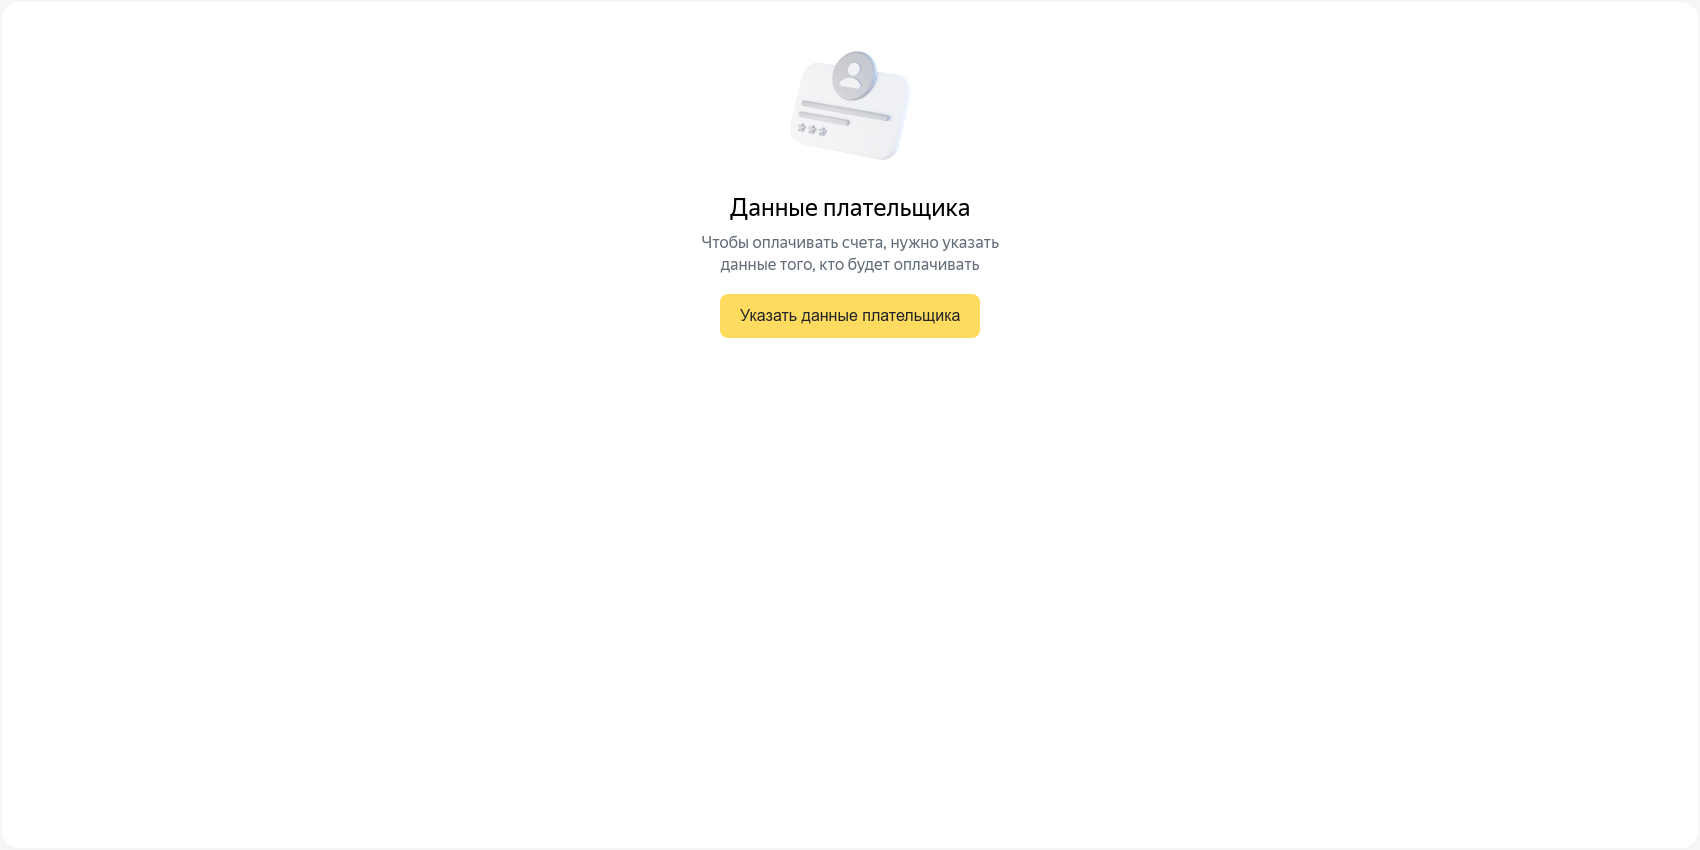 Данные плательщика
Чтобы оплачивать счета, нужно указать
данные того, кто будет оплачивать
Указать данные плательщика